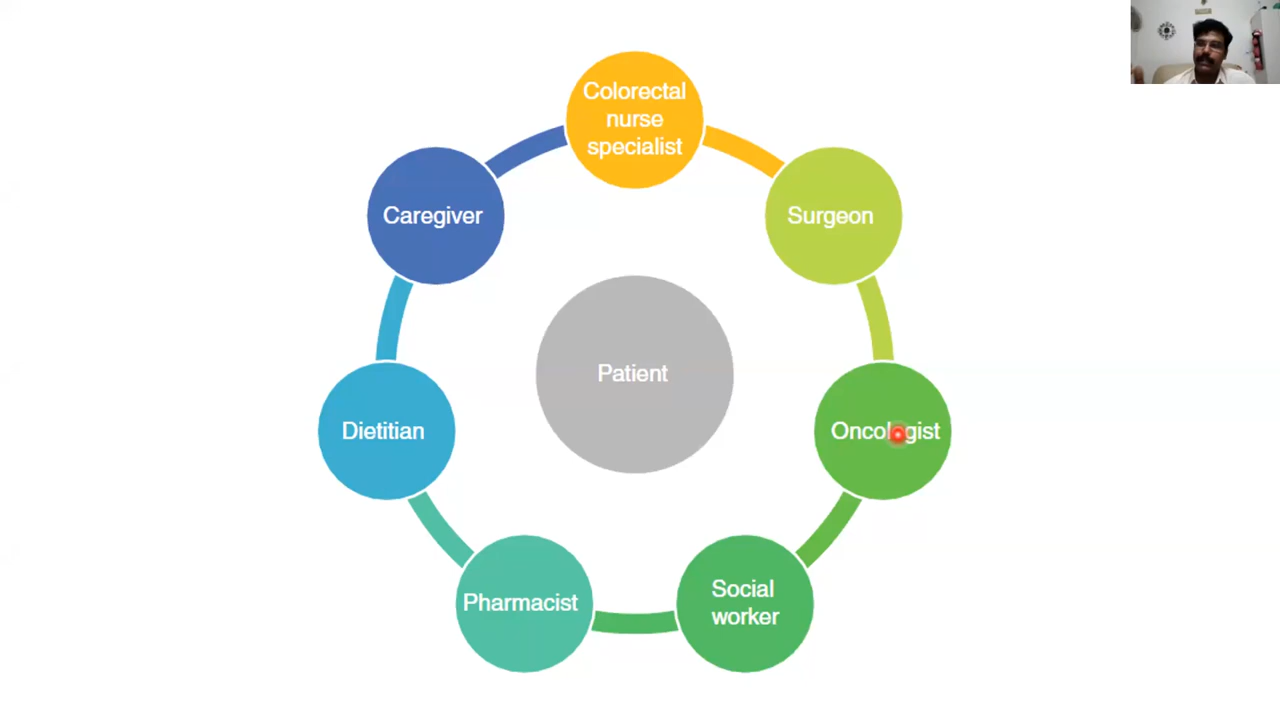 Colorectal
nurse
specialist
Caregiver
Surgeon
Patient
Dietitian
Oncologist
Pharmacist
Social
worker